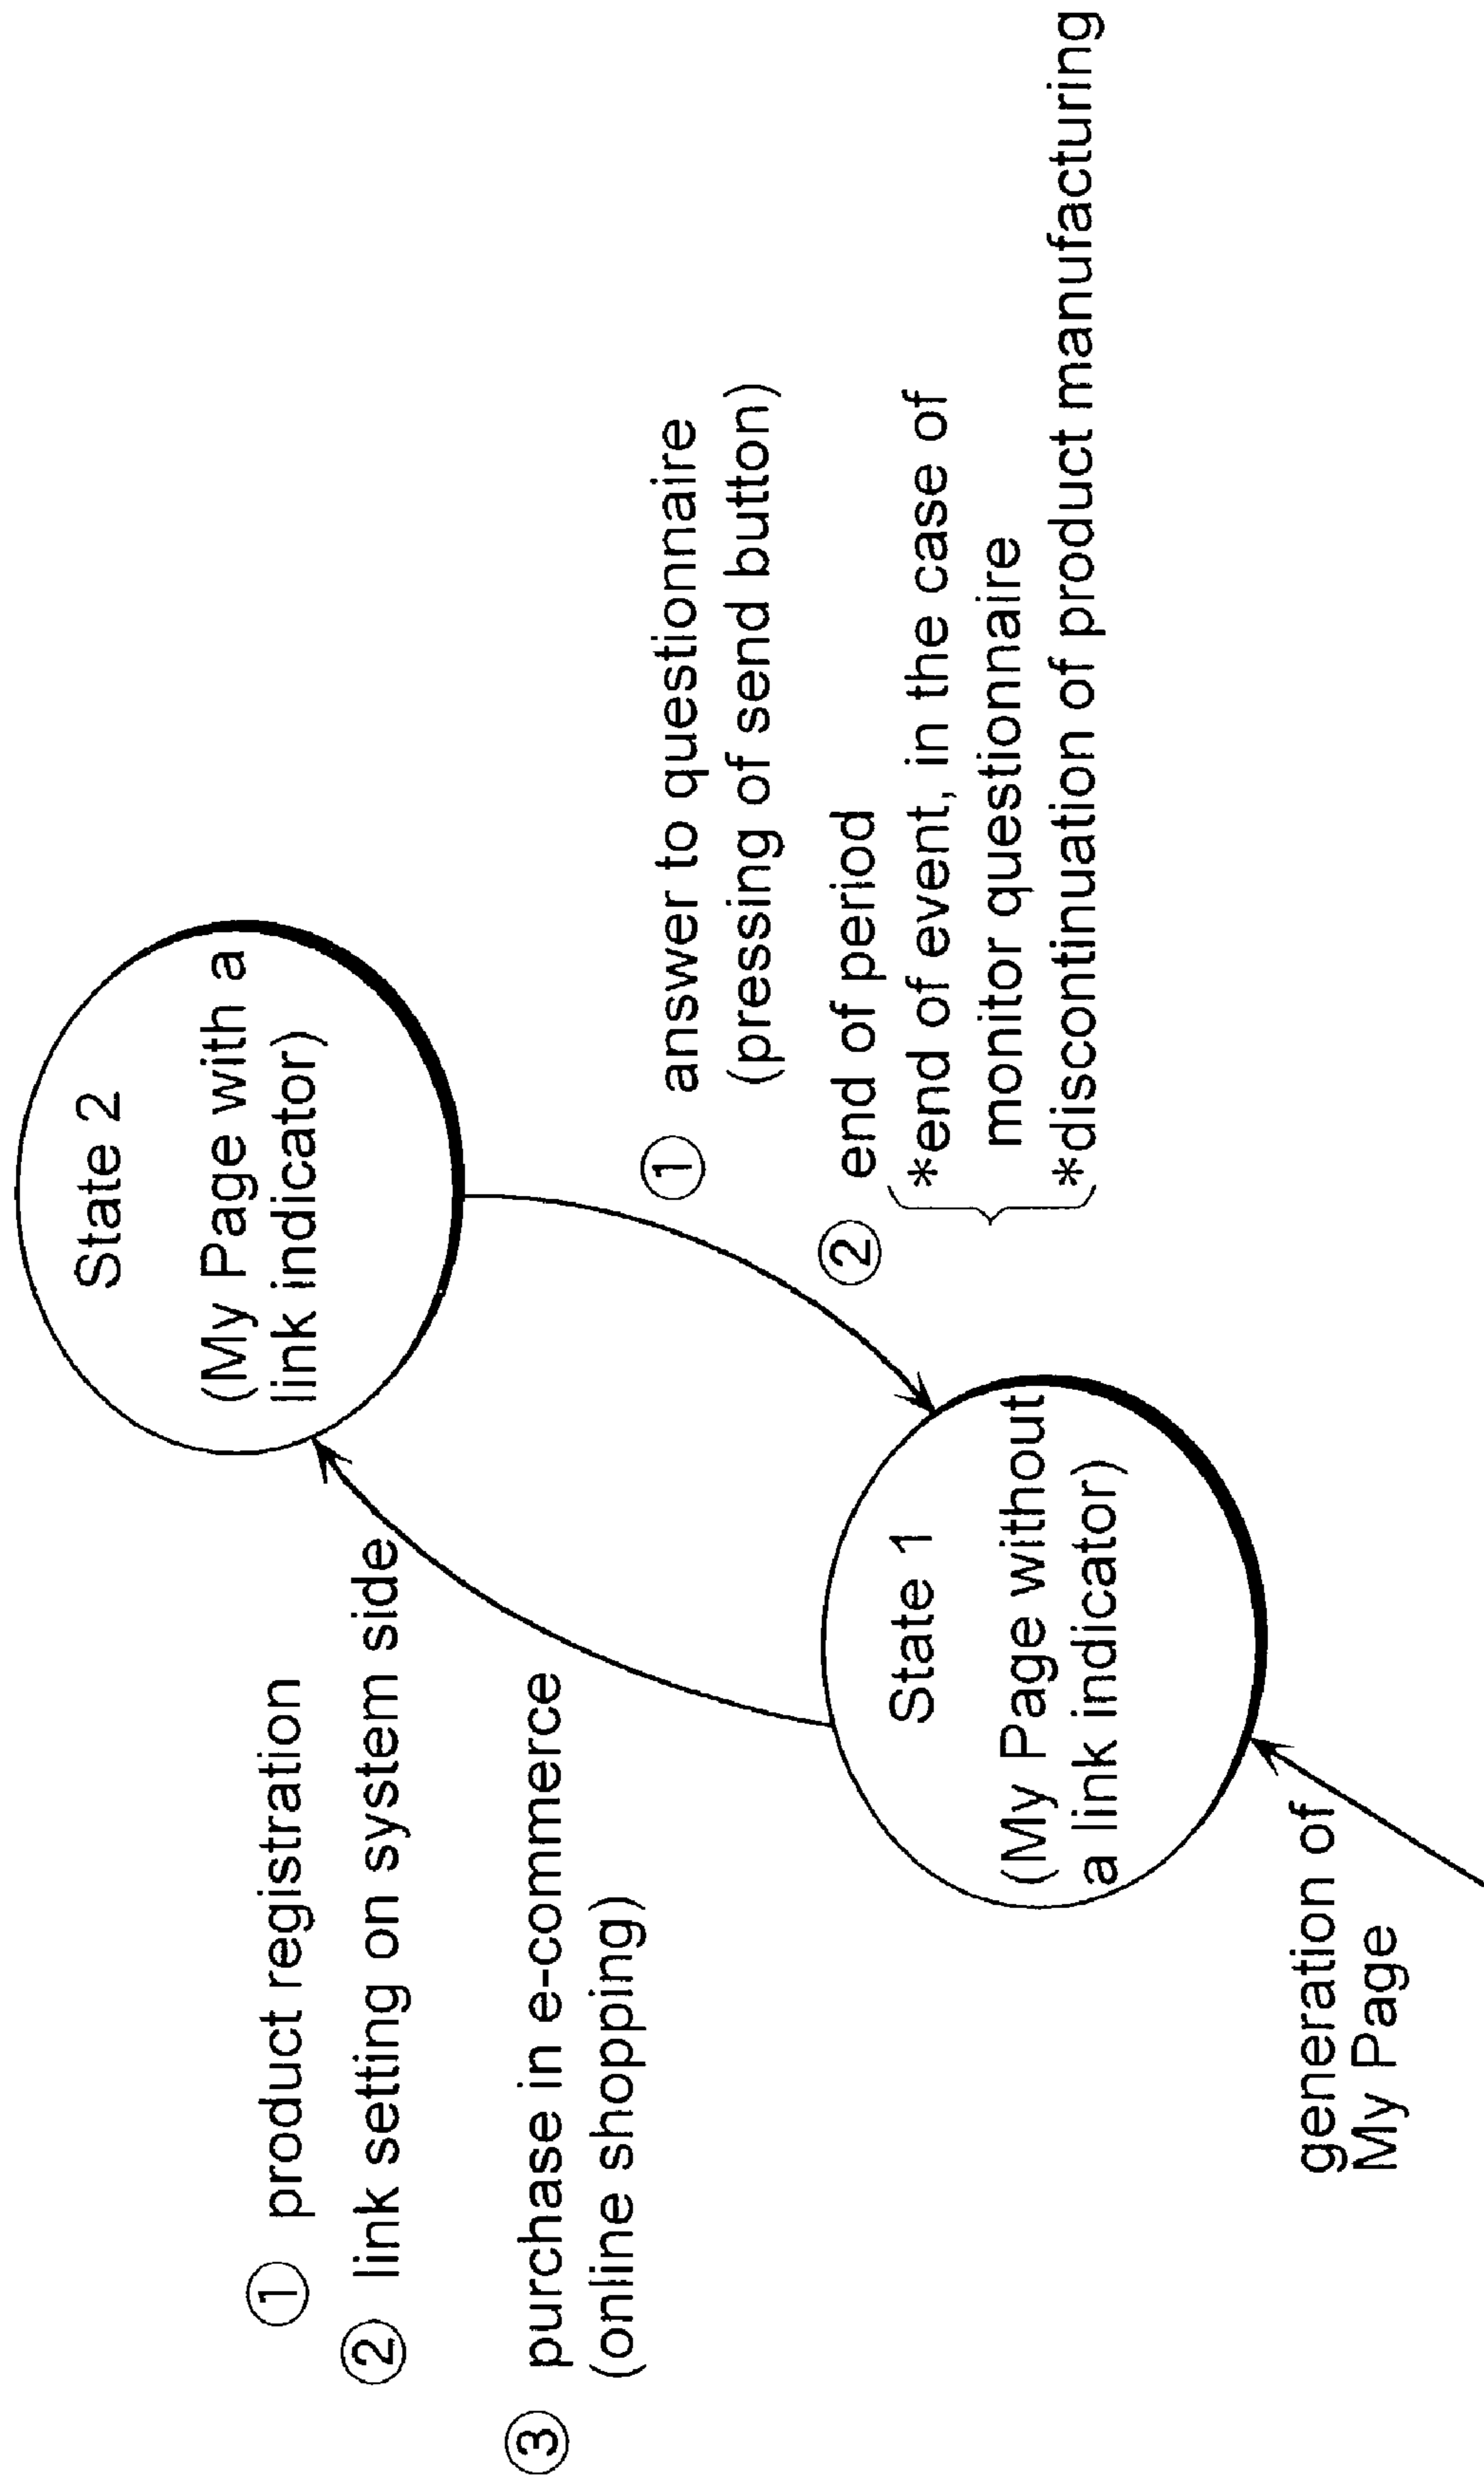 State 2
(My Page with a
link indicator)
① product registration
② link setting on system side
③ purchase in e-commerce
(online shopping)
① answer to questionnaire
(pressing of send button)
② end of period
*end of event, in the case of
monitor questionnaire
*discontinuation of product manufacturing
State 1
(My Page without
a link indicator)
generation of
My Page